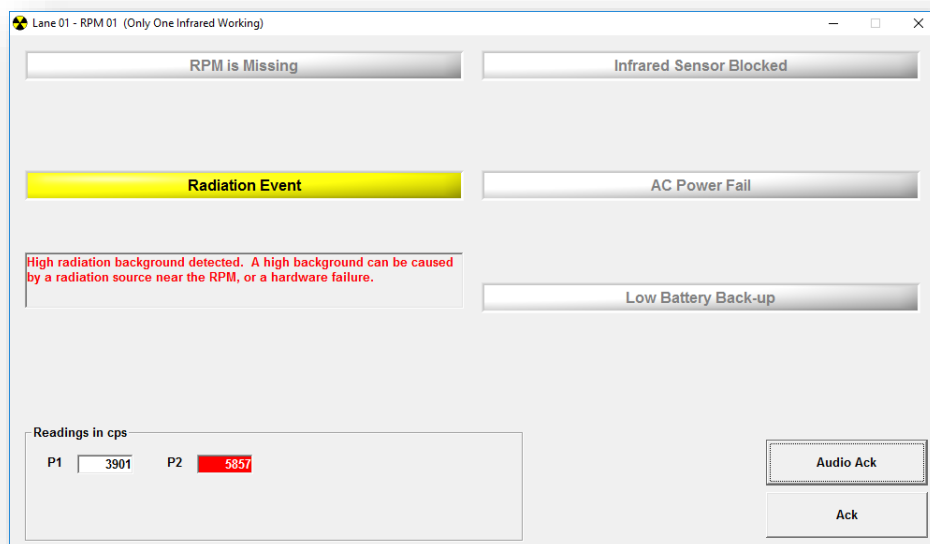 Lane 01 - RPM 01 (Only One Infrared Working)
RPM is Missing
Infrared Sensor Blocked
Radiation Event
AC Power Fail
High radiation background detected. A high background can be caused
by a radiation source near the RPM, or a hardware failure.
Low Battery Back-up
Readings in cps
P1 3901 P2 5857
Audio Ack
Ack